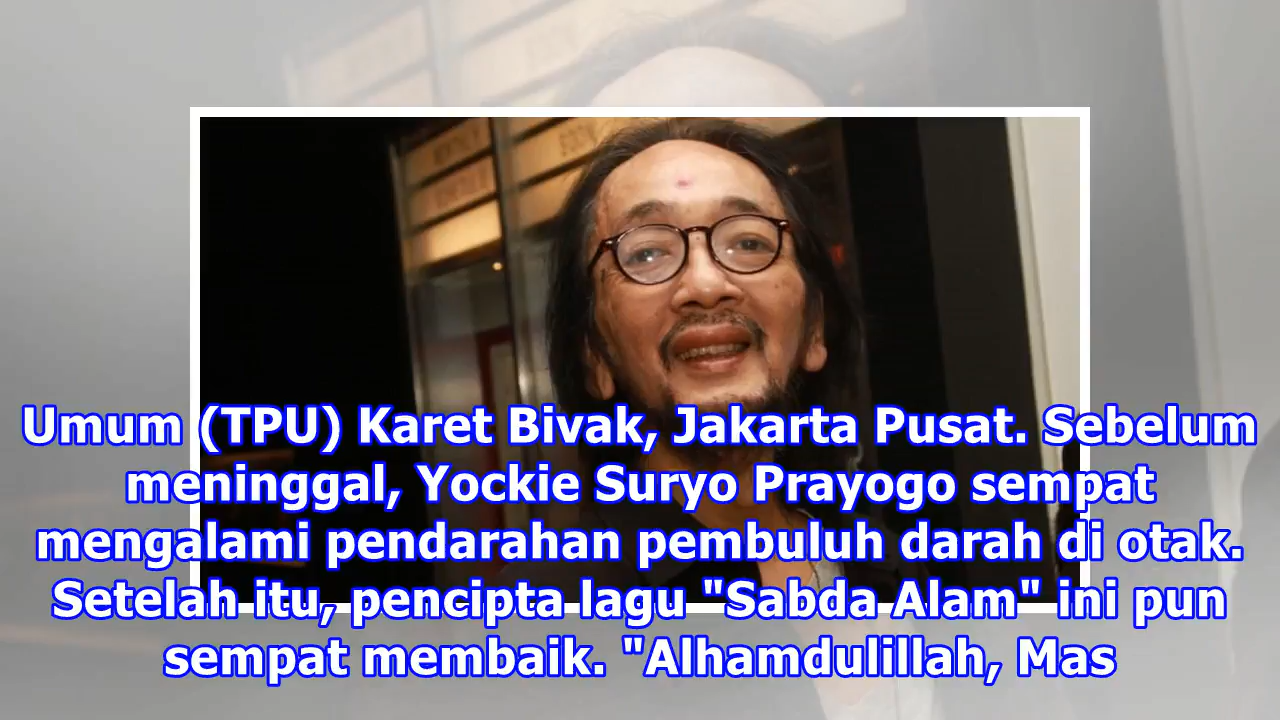 Umum (TPU) Karet Bivak, Jakarta Pusat. Sebelum
meninggal, Yockie Suryo Prayogo sempat
mengalami pendarahan pembuluh darah di otak.
Setelah itu, pencipta lagu "Sabda Alam" ini pun
sempat membaik. "Alhamdulillah, Mas